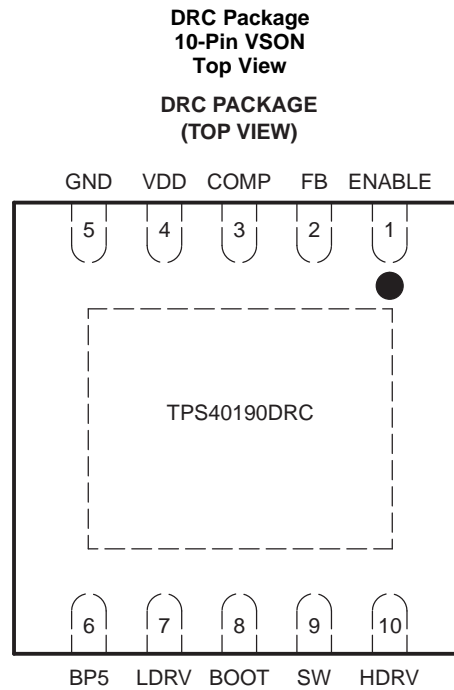 DRC Package
10-Pin VSON
Top View
DRC PACKAGE
(TOP VIEW)
GND VDD COMP FB ENABLE
5 4 3 2 1
TPS40190DRC
6 7 8 9 10
BP5 LDRV BOOT SW HDRV